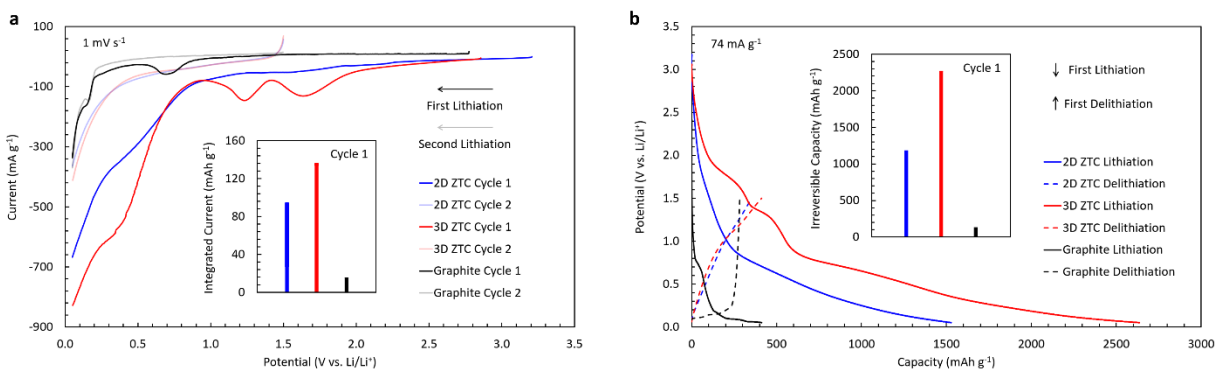 a
1 mV s⁻¹
100
-100
-300
-500
-700
-900
Current (mA g⁻¹)
0.0 0.5 1.0 1.5 2.0 2.5 3.0 3.5
Potential (V vs. Li/Li⁺)
First Lithiation
Second Lithiation
2D ZTC Cycle 1
2D ZTC Cycle 2
3D ZTC Cycle 1
3D ZTC Cycle 2
Graphite Cycle 1
Graphite Cycle 2
Cycle 1
160
120
80
40
0
Integrated Current (mAh g⁻¹)
b
74 mA g⁻¹
3.5
3.0
2.5
2.0
1.5
1.0
0.5
0.0
Potential (V vs. Li/Li⁺)
0 500 1000 1500 2000 2500 3000
Capacity (mAh g⁻¹)
Cycle 1
2500
2000
1500
1000
500
0
Irreversible Capacity (mAh g⁻¹)
↓ First Lithiation
↑ First Delithiation
2D ZTC Lithiation
2D ZTC Delithiation
3D ZTC Lithiation
3D ZTC Delithiation
Graphite Lithiation
Graphite Delithiation